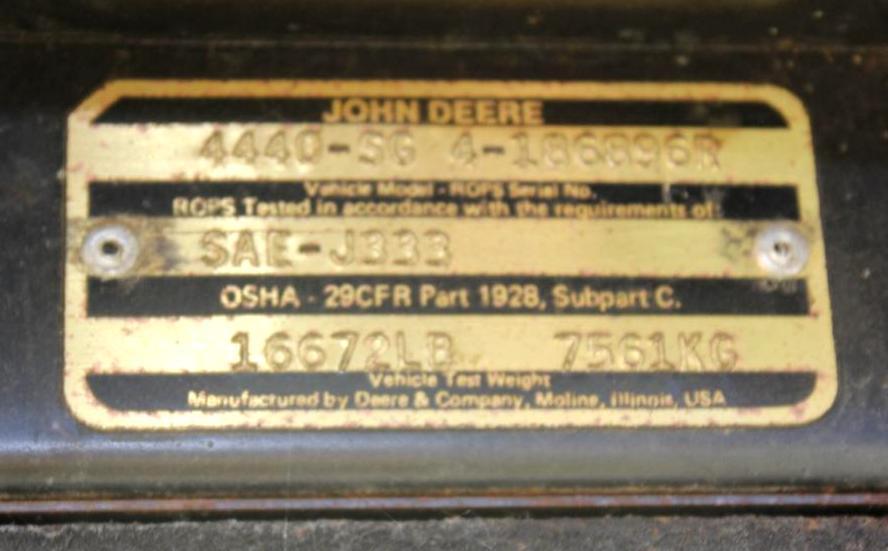 JOHN DEERE
4440-SG 4-186896R
Vehicle Model - ROPS Serial No.
ROPS Tested in accordance with the requirements of:
SAE-J333
OSHA - 29CFR Part 1928, Subpart C.
16672LB 7561KG
Vehicle Test Weight
Manufactured by Deere & Company, Moline, Illinois, USA